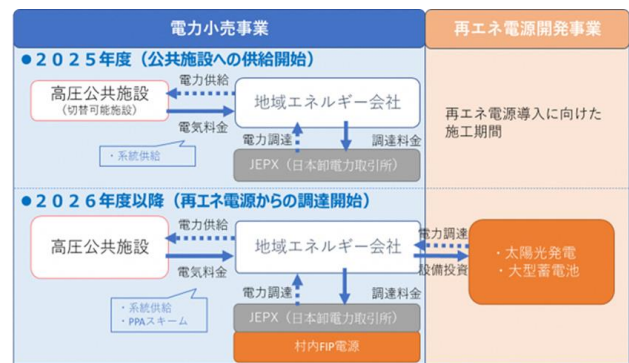 電力小売事業
再エネ電源開発事業
●2025年度（公共施設への供給開始）
電力供給
高圧公共施設
（切替可能施設）
地域エネルギー会社
電気料金
電力調達
調達料金
・系統供給
JEPX（日本卸電力取引所）
再エネ電源導入に向けた
施工期間
●2026年度以降（再エネ電源からの調達開始）
電力供給
高圧公共施設
地域エネルギー会社
電気料金
電力調達
設備投資
・太陽光発電
・大型蓄電池
電力調達
調達料金
・系統供給
・PPAスキーム
JEPX（日本卸電力取引所）
村内FIP電源